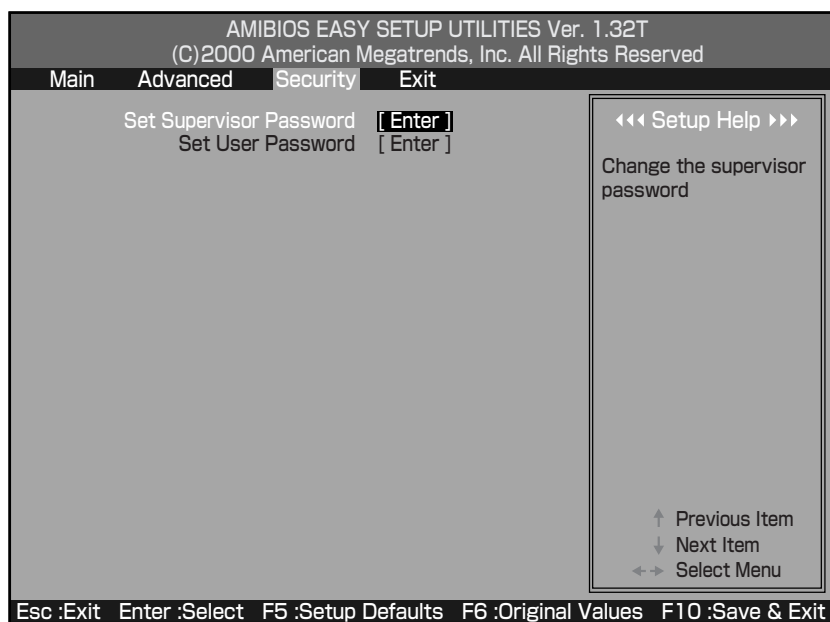 AMIBIOS EASY SETUP UTILITIES Ver. 1.32T
(C)2000 American Megatrends, Inc. All Rights Reserved
Main Advanced Security Exit
Set Supervisor Password [ Enter ]
Set User Password [ Enter ]
Setup Help
Change the supervisor
password
Previous Item
Next Item
Select Menu
Esc :Exit Enter :Select F5 :Setup Defaults F6 :Original Values F10 :Save & Exit